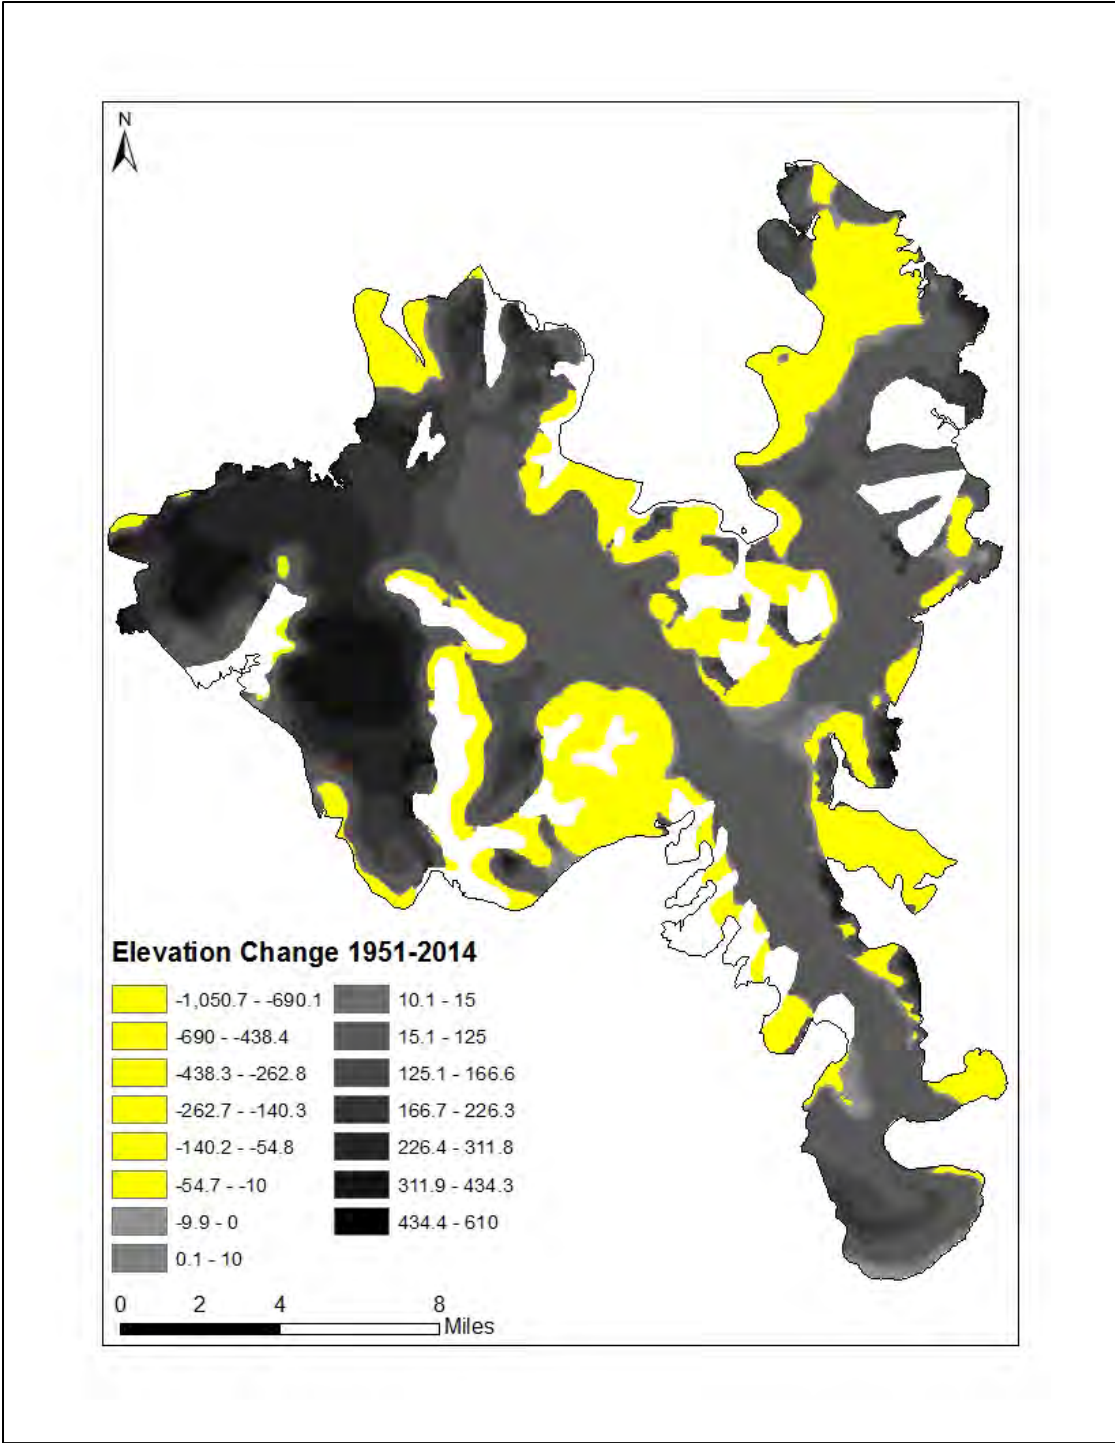 N
Elevation Change 1951-2014
-1,050.7 - -690.1
-690 - -438.4
-438.3 - -262.8
-262.7 - -140.3
-140.2 - -54.8
-54.7 - -10
-9.9 - 0
0.1 - 10
10.1 - 15
15.1 - 125
125.1 - 166.6
166.7 - 226.3
226.4 - 311.8
311.9 - 434.3
434.4 - 610
0 2 4 8
Miles